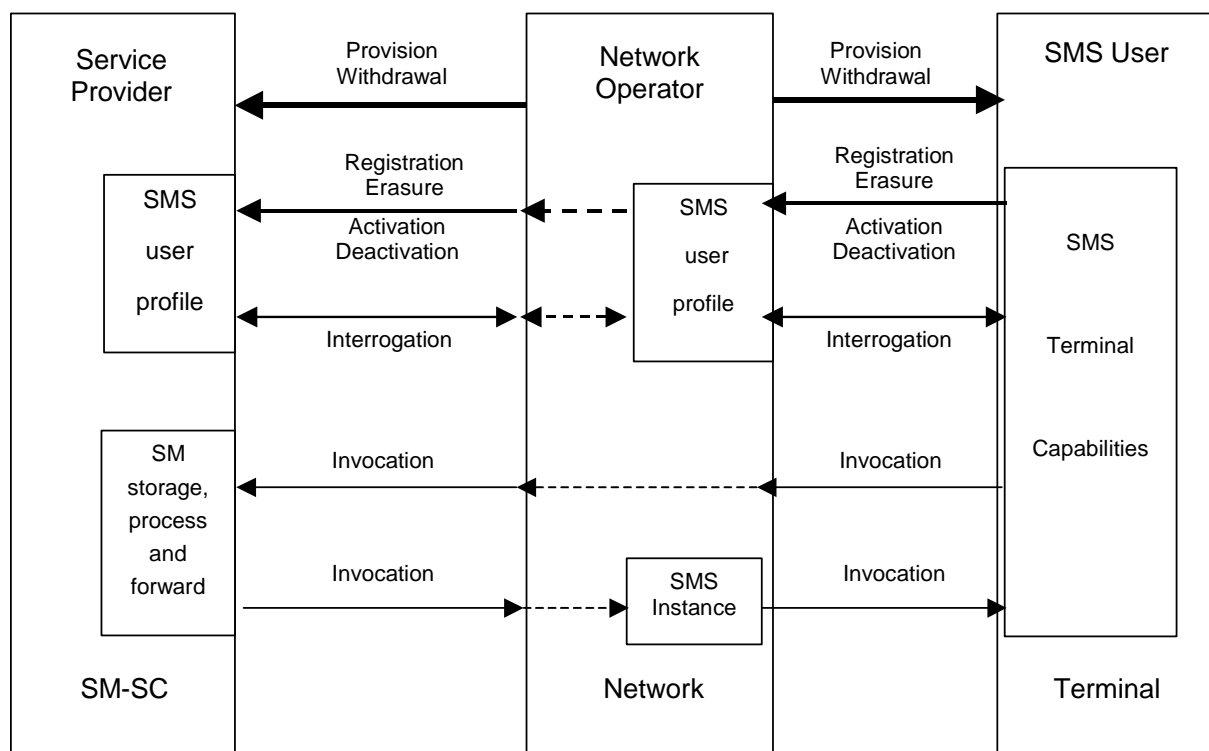 Service
Provider
Provision
Withdrawal
Network
Operator
Provision
Withdrawal
SMS User
SMS
user
profile
Registration
Erasure
Activation
Deactivation
Interrogation
SMS
user
profile
Registration
Erasure
Activation
Deactivation
Interrogation
SMS
Terminal
Capabilities
SM
storage,
process
and
forward
Invocation
Invocation
Invocation
SMS
Instance
Invocation
SM-SC
Network
Terminal